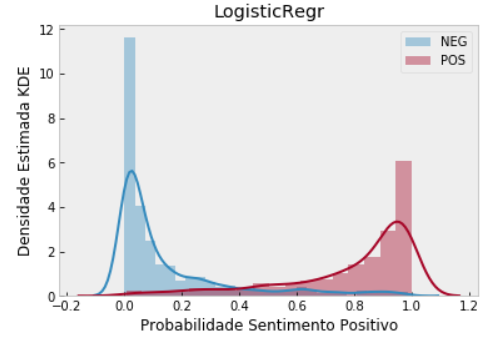 LogisticRegr
NEG
POS
Densidade Estimada KDE
12
10
8
6
4
2
0
−0.2 0.0 0.2 0.4 0.6 0.8 1.0 1.2
Probabilidade Sentimento Positivo